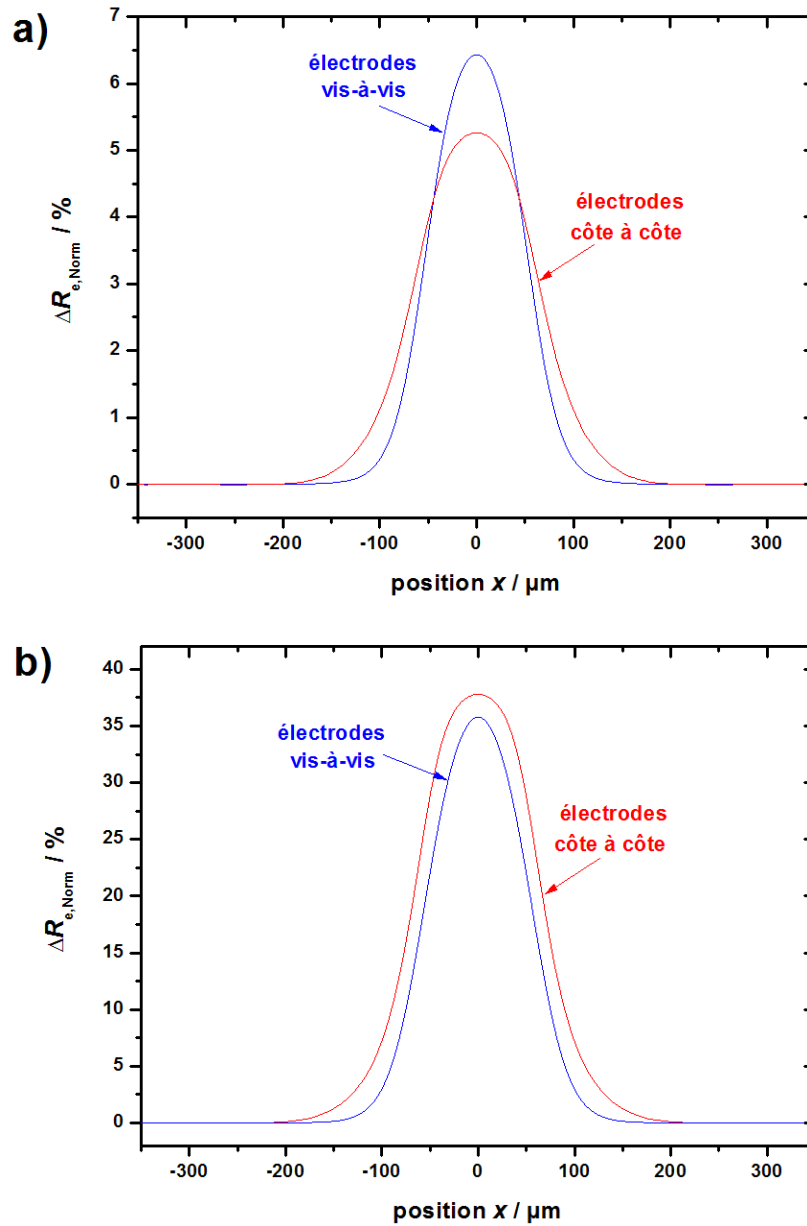 a)
7
6
5
4
3
2
1
0
ΔR e,Norm / %
électrodes
vis-à-vis
électrodes
côte à côte
-300 -200 -100 0 100 200 300
position x / µm
b)
40
35
30
25
20
15
10
5
0
ΔR e,Norm / %
électrodes
vis-à-vis
électrodes
côte à côte
-300 -200 -100 0 100 200 300
position x / µm